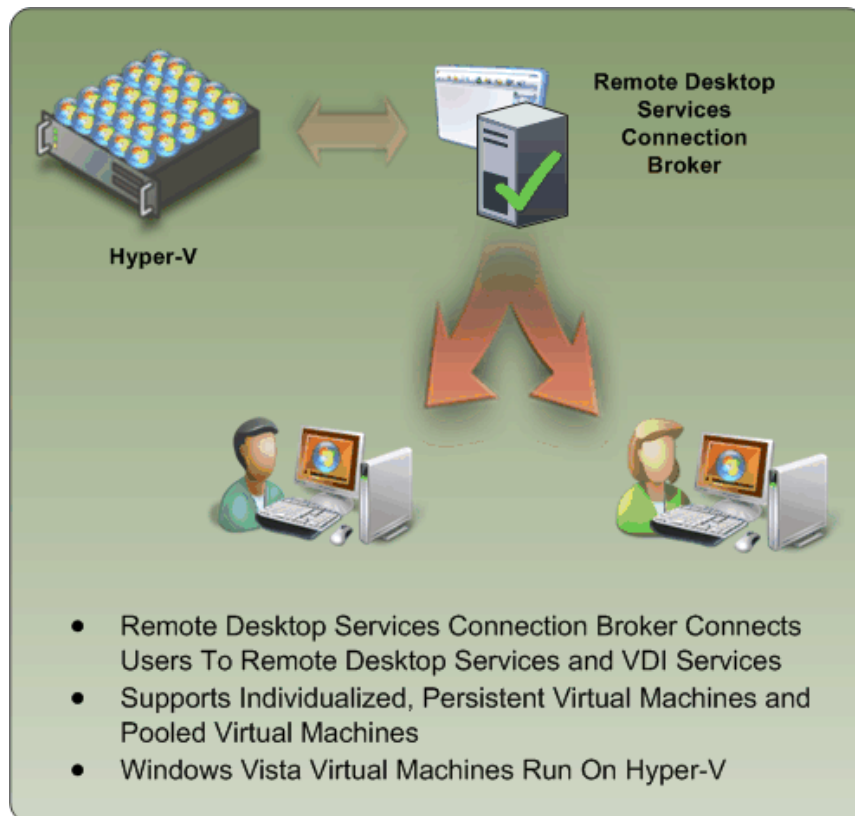 Remote Desktop
Services
Connection
Broker
Hyper-V
• Remote Desktop Services Connection Broker Connects
Users To Remote Desktop Services and VDI Services
• Supports Individualized, Persistent Virtual Machines and
Pooled Virtual Machines
• Windows Vista Virtual Machines Run On Hyper-V